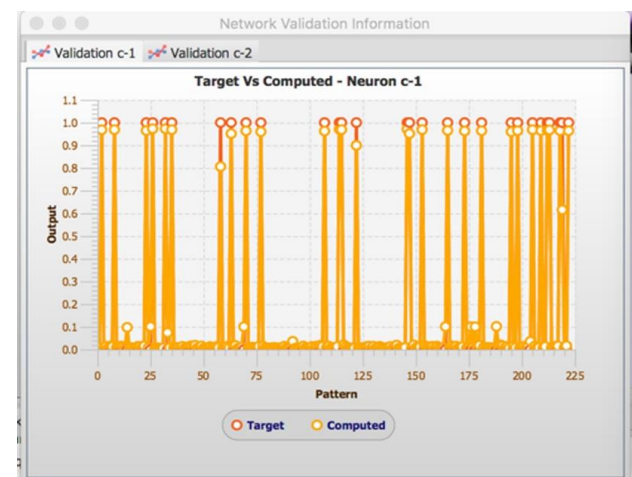 Network Validation Information
Validation c-1 Validation c-2
Target Vs Computed - Neuron c-1
1.1
1.0
0.9
0.8
0.7
0.6
0.5
0.4
0.3
0.2
0.1
0.0
Output
0 25 50 75 100 125 150 175 200 225
Pattern
Target Computed